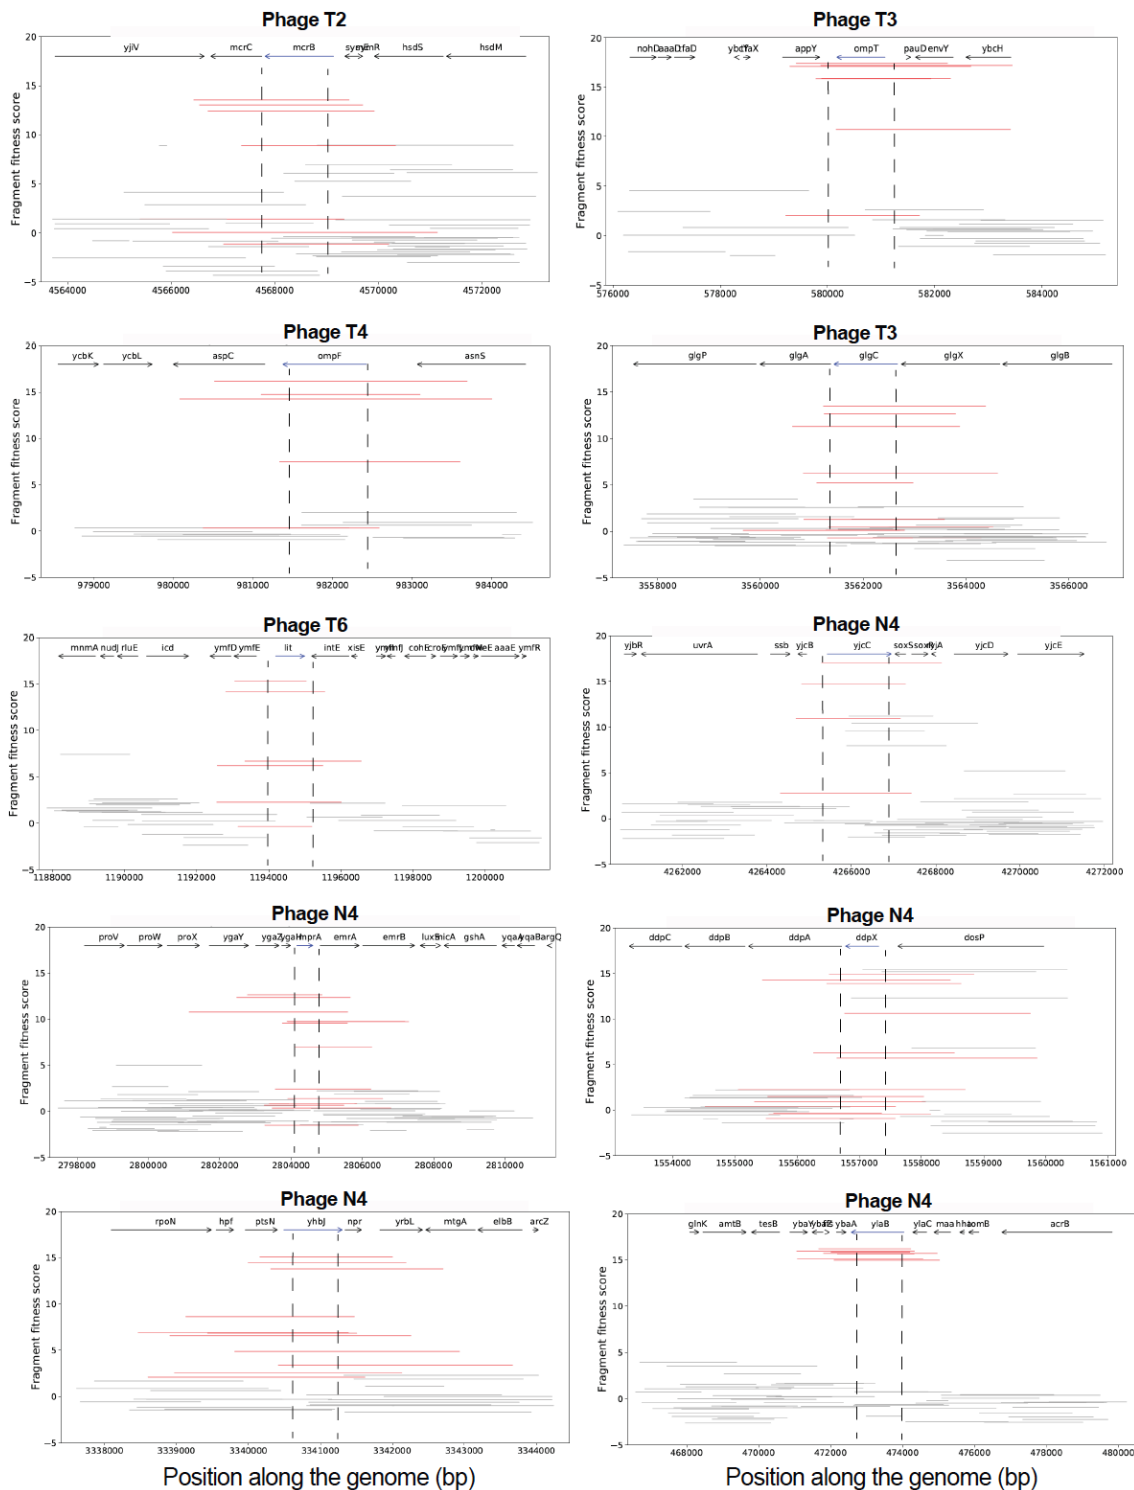 Phage T2
yjiV mcrC mcrB hsdS hsdM
Fragment fitness score
20
15
10
5
0
−5
4564000 4566000 4568000 4570000 4572000
Phage T3
appY ompT pauD envY ybcH
Fragment fitness score
20
15
10
5
0
−5
576000 578000 580000 582000 584000
Phage T4
ycbK ycbL aspC ompF asnS
Fragment fitness score
20
15
10
5
0
−5
979000 980000 981000 982000 983000 984000
Phage T3
glgP glgA glgC glgX glgB
Fragment fitness score
20
15
10
5
0
−5
3558000 3560000 3562000 3564000 3566000
Phage T6
mnmA nudJ rluE icd ymfD ymfE lit intE xisE aaaE ymfR
Fragment fitness score
20
15
10
5
0
−5
1188000 1190000 1192000 1194000 1196000 1198000 1200000
Phage N4
yjbR uvrA ssb yjcB yjcC yjcD yjcE
Fragment fitness score
20
15
10
5
0
−5
4262000 4264000 4266000 4268000 4270000 4272000
Phage N4
proV proW proX ygaY emrA emrB gshA
Fragment fitness score
20
15
10
5
0
−5
2798000 2800000 2802000 2804000 2806000 2808000 2810000
Phage N4
ddpC ddpB ddpA ddpX dosP
Fragment fitness score
20
15
10
5
0
−5
1554000 1555000 1556000 1557000 1558000 1559000 1560000 1561000
Phage N4
rpoN hpf ptsN yhbJ npr yrbL mtgA elbB arcZ
Fragment fitness score
20
15
10
5
0
−5
3338000 3339000 3340000 3341000 3342000 3343000 3344000
Phage N4
glnK amtB tesB ybaA ylaB ylaC maa acrB
Fragment fitness score
20
15
10
5
0
−5
468000 470000 472000 474000 476000 478000 480000
Position along the genome (bp)
Position along the genome (bp)